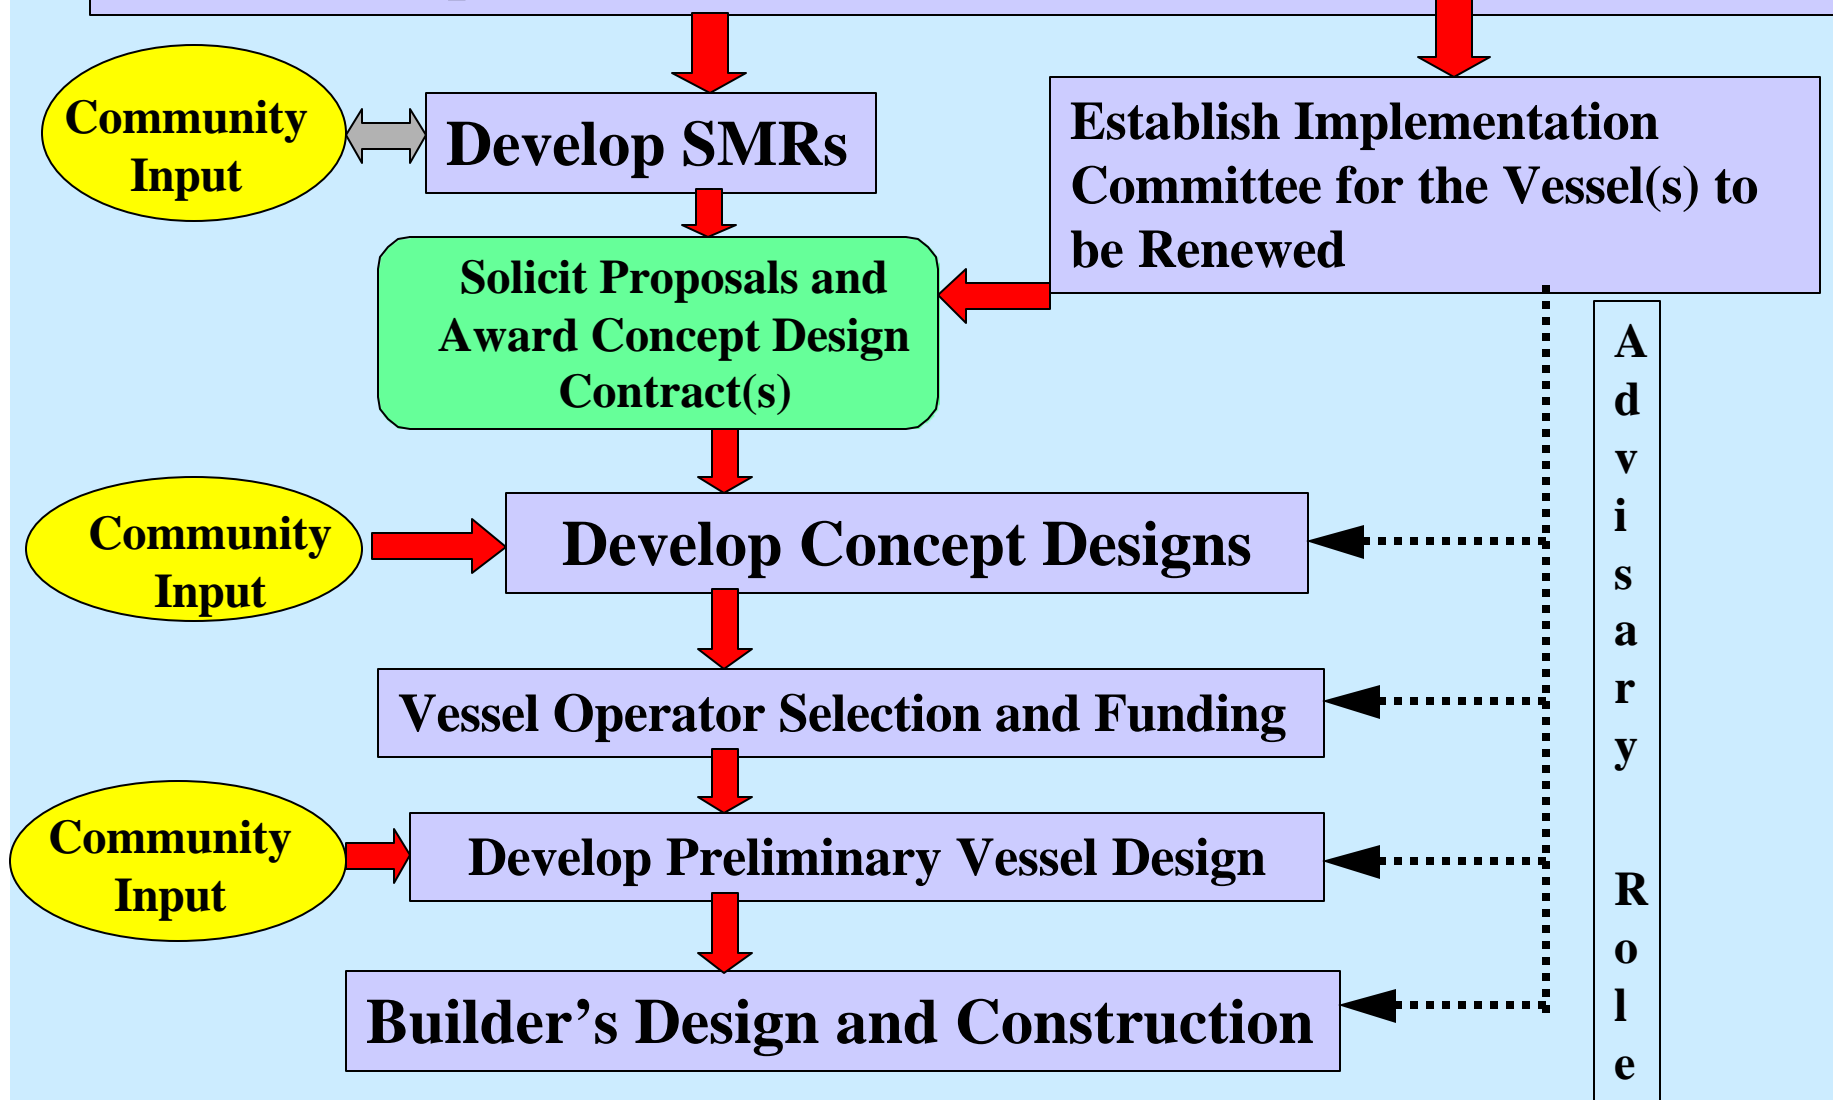 Community
Input
Develop SMRs
Establish Implementation
Committee for the Vessel(s) to
be Renewed
Solicit Proposals and
Award Concept Design
Contract(s)
Community
Input
Develop Concept Designs
Vessel Operator Selection and Funding
Community
Input
Develop Preliminary Vessel Design
Builder’s Design and Construction
A
d
v
i
s
a
r
y
R
o
l
e